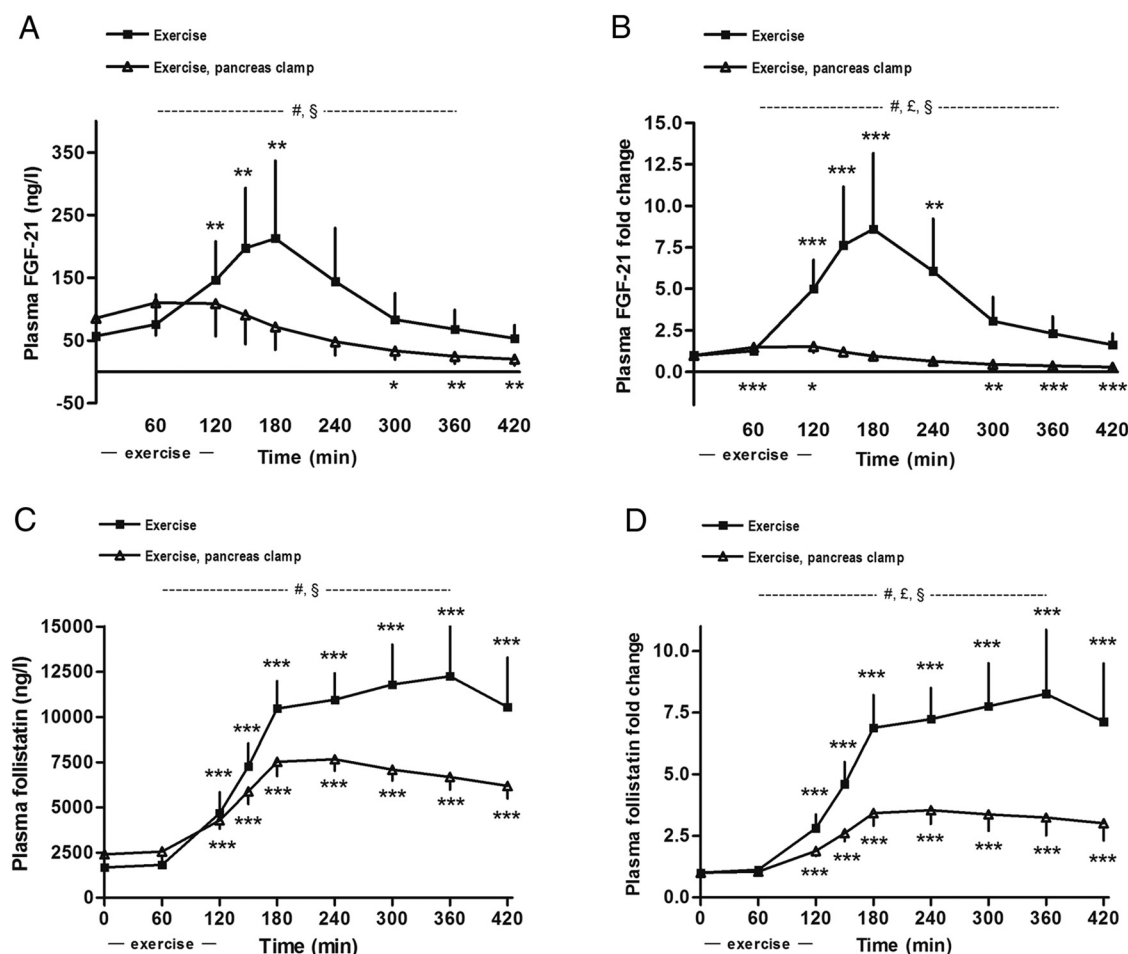 A
Exercise
Exercise, pancreas clamp
#, §
** ** **
Plasma FGF-21 (ng/l)
350
250
150
50
-50
* ** **
60 120 180 240 300 360 420
— exercise —
Time (min)
B
Exercise
Exercise, pancreas clamp
#, £, §
*** *** *** **
Plasma FGF-21 fold change
15.0
12.5
10.0
7.5
5.0
2.5
0.0
*** * ** *** ***
60 120 180 240 300 360 420
— exercise —
Time (min)
C
Exercise
Exercise, pancreas clamp
#, §
*** *** *** *** *** *** ***
Plasma follistatin (ng/l)
15000
12500
10000
7500
5000
2500
0
*** *** *** *** *** *** ***
0 60 120 180 240 300 360 420
— exercise —
Time (min)
D
Exercise
Exercise, pancreas clamp
#, £, §
*** *** *** *** *** *** ***
Plasma follistatin fold change
10.0
7.5
5.0
2.5
0.0
*** *** *** *** *** *** ***
0 60 120 180 240 300 360 420
— exercise —
Time (min)